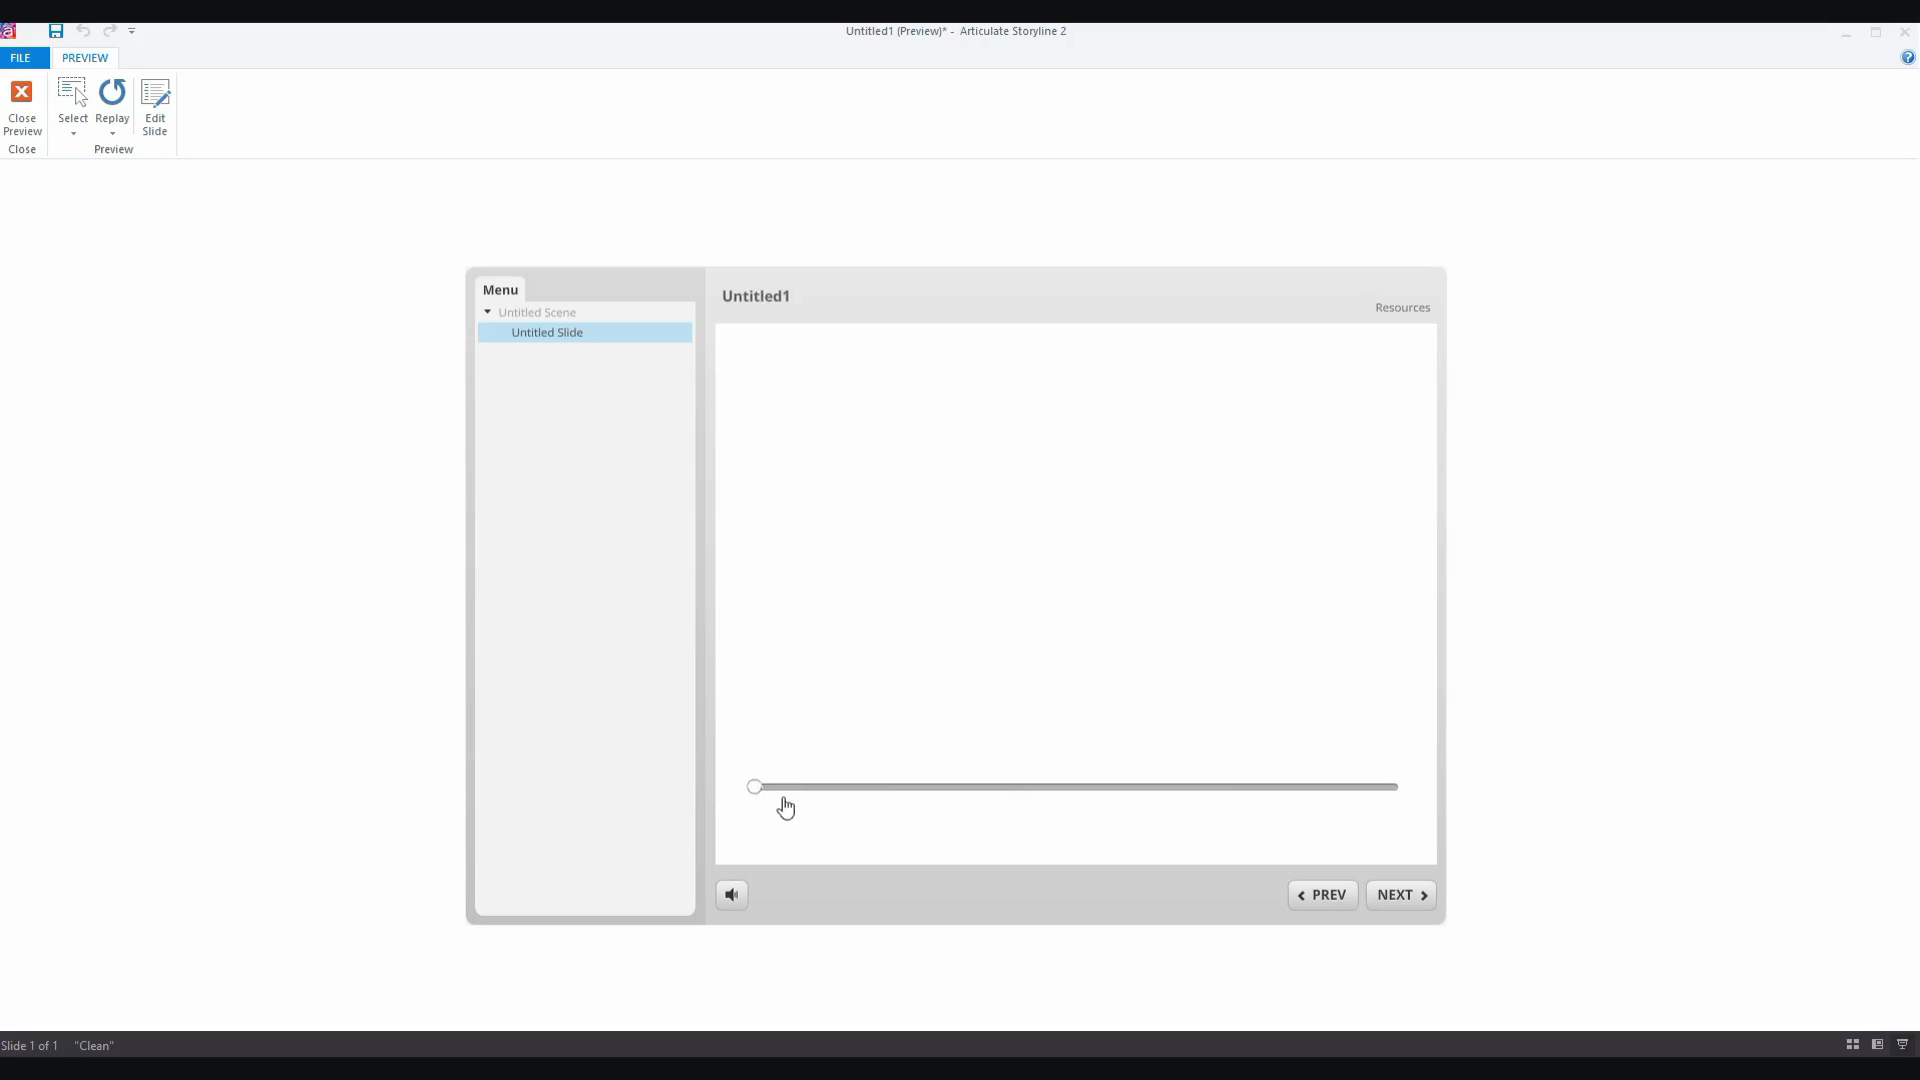 Untitled1 (Preview)* - Articulate Storyline 2
FILE
PREVIEW
Close
Preview
Select
Replay
Edit
Slide
Close
Preview
Menu
Untitled Scene
Untitled Slide
Untitled1
Resources
PREV
NEXT
Slide 1 of 1
"Clean"